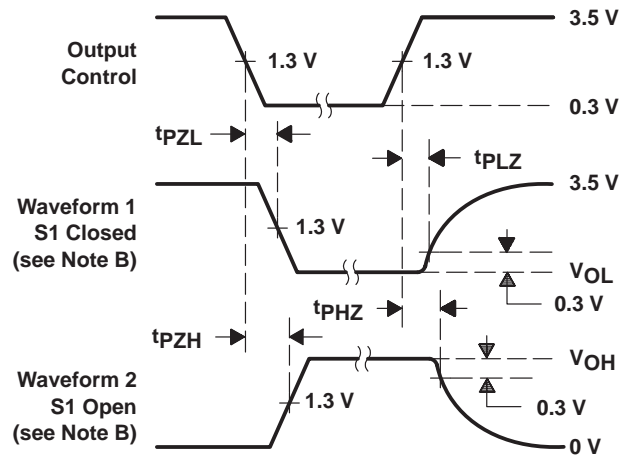 3.5 V
Output
Control
1.3 V
1.3 V
0.3 V
tPZL
tPLZ
3.5 V
Waveform 1
S1 Closed
(see Note B)
1.3 V
VOL
0.3 V
tPHZ
tPZH
VOH
Waveform 2
S1 Open
(see Note B)
1.3 V
0.3 V
0 V